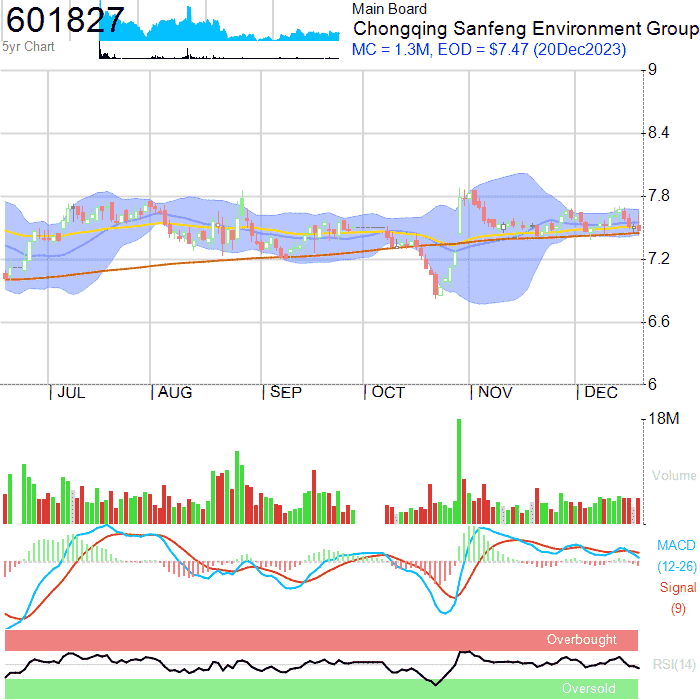 601827
5yr Chart
Main Board
Chongqing Sanfeng Environment Group
MC = 1.3M, EOD = $7.47 (20Dec2023)
9
8.4
7.8
7.2
6.6
6
JUL AUG SEP OCT NOV DEC
18M
Volume
MACD
(12-26)
Signal
(9)
Overbought
RSI(14)
Oversold